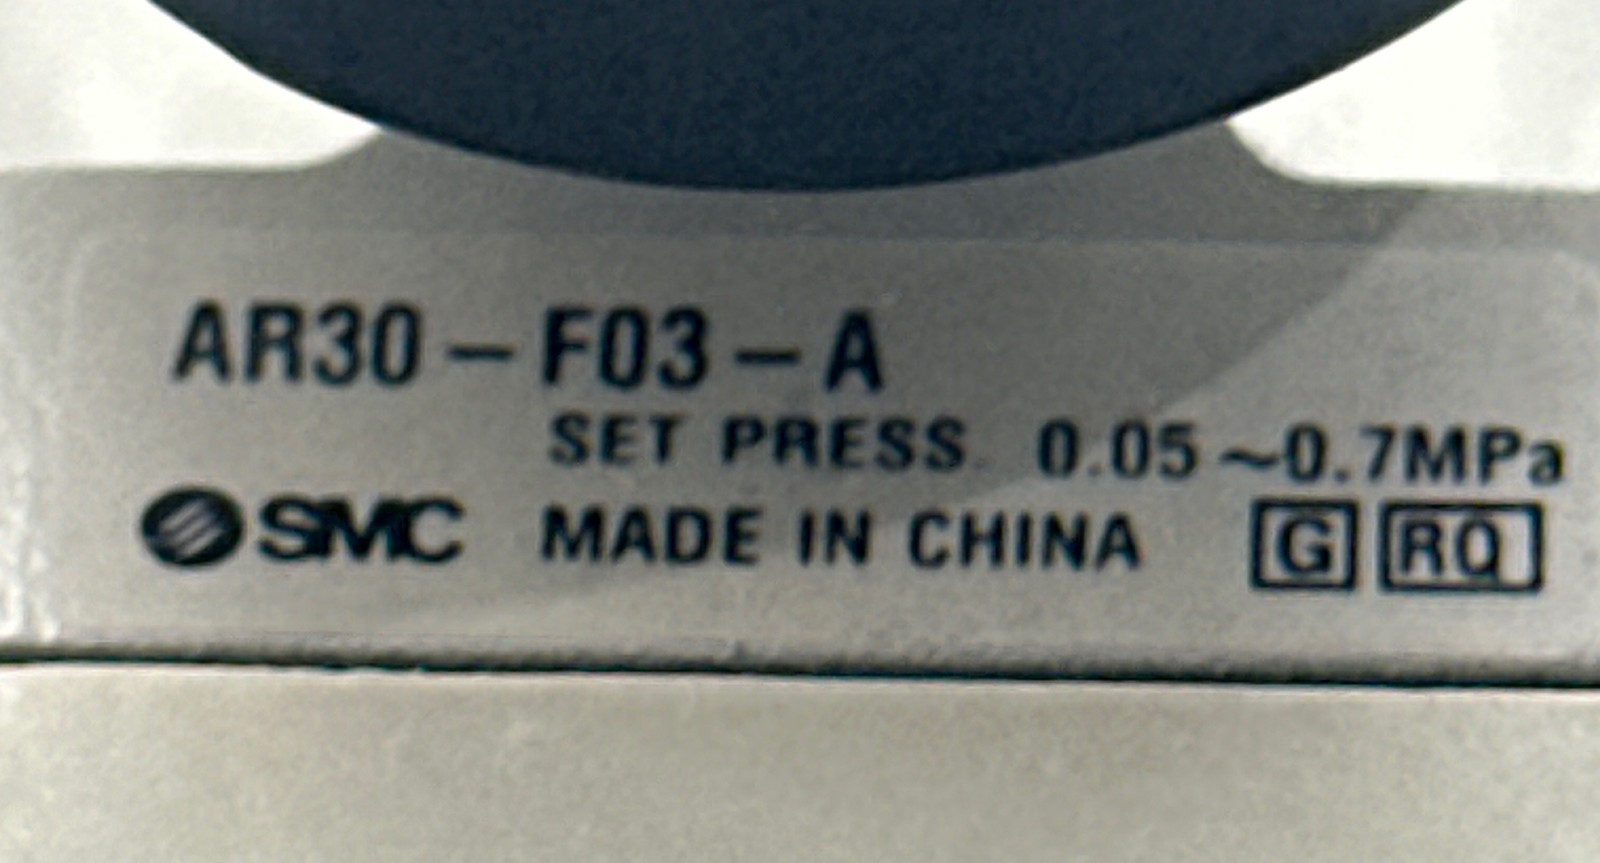 AR30-F03-A
SET PRESS. 0.05~0.7MPa
SMC MADE IN CHINA G RQ